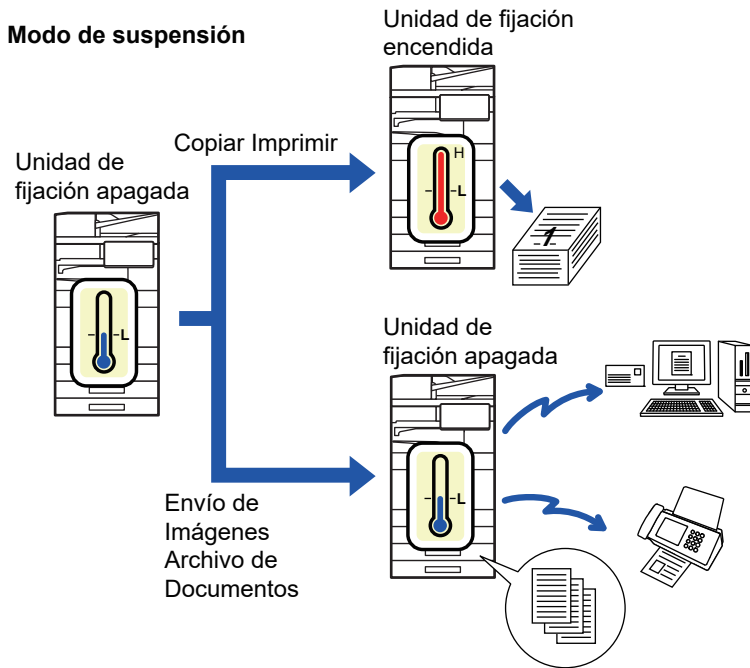 Modo de suspensión
Unidad de fijación
encendida
Copiar Imprimir
Unidad de
fijación apagada
H
L
1
L
Unidad de
fijación apagada
L
Envío de
Imágenes
Archivo de
Documentos